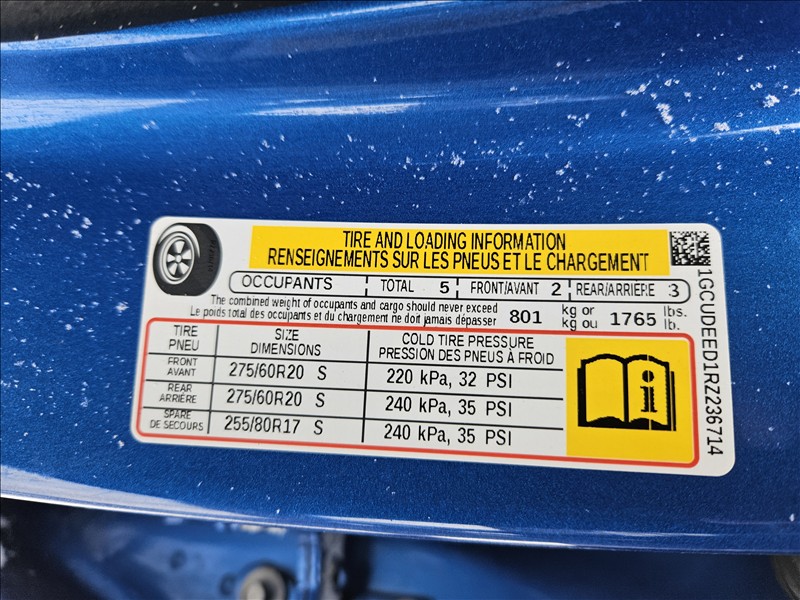 TIRE AND LOADING INFORMATION
RENSEIGNEMENTS SUR LES PNEUS ET LE CHARGEMENT
OCCUPANTS TOTAL 5 FRONT/AVANT 2 REAR/ARRIERE 3
The combined weight of occupants and cargo should never exceed
Le poids total des occupants et du chargement ne doit jamais dépasser
801 kg or 1765 lbs.
kg ou lb.
TIRE
PNEU
SIZE
DIMENSIONS
COLD TIRE PRESSURE
PRESSION DES PNEUS À FROID
FRONT
AVANT
275/60R20 S
220 kPa, 32 PSI
REAR
ARRIÈRE
275/60R20 S
240 kPa, 35 PSI
SPARE
DE SECOURS
255/80R17 S
240 kPa, 35 PSI
1GCUDEED1RZ236714